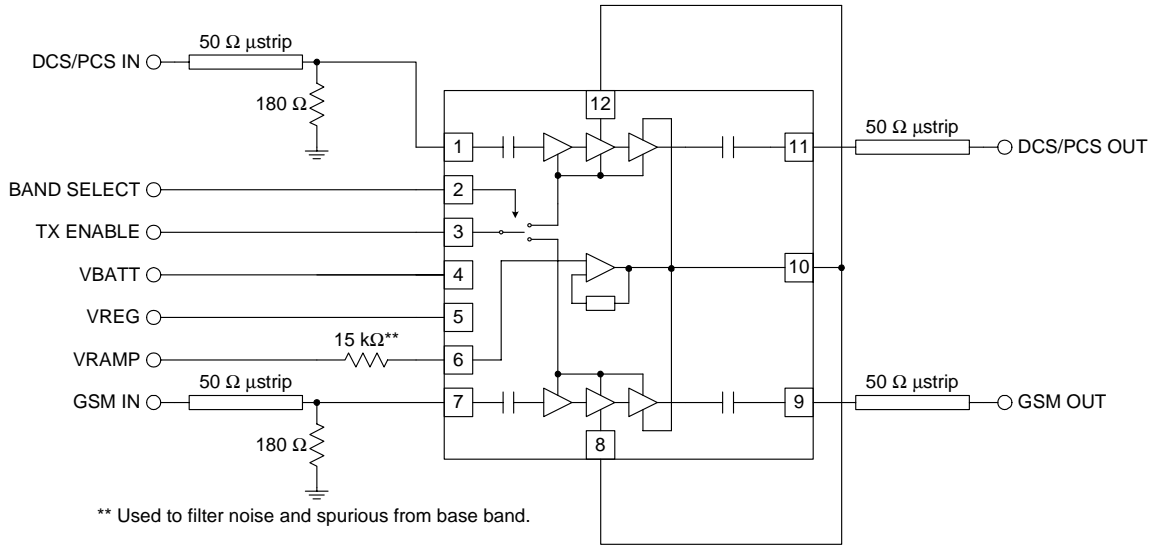 50 Ω μstrip
DCS/PCS IN
180 Ω
12
1
11
50 Ω μstrip
DCS/PCS OUT
BAND SELECT
2
TX ENABLE
3
VBATT
4
10
VREG
5
15 kΩ**
VRAMP
6
50 Ω μstrip
GSM IN
7
9
50 Ω μstrip
GSM OUT
8
180 Ω
** Used to filter noise and spurious from base band.